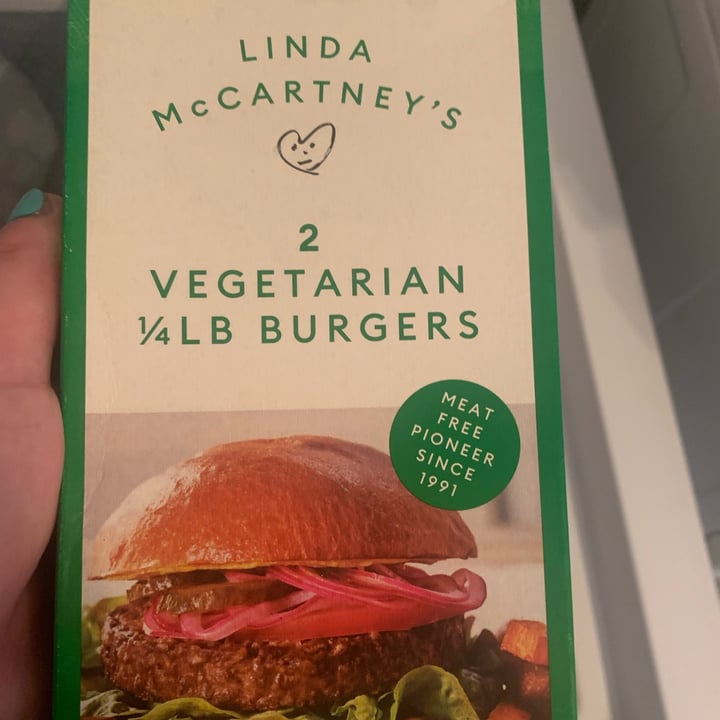 LINDA
McCARTNEY'S
2
VEGETARIAN
¼LB BURGERS
MEAT
FREE
PIONEER
SINCE
1991